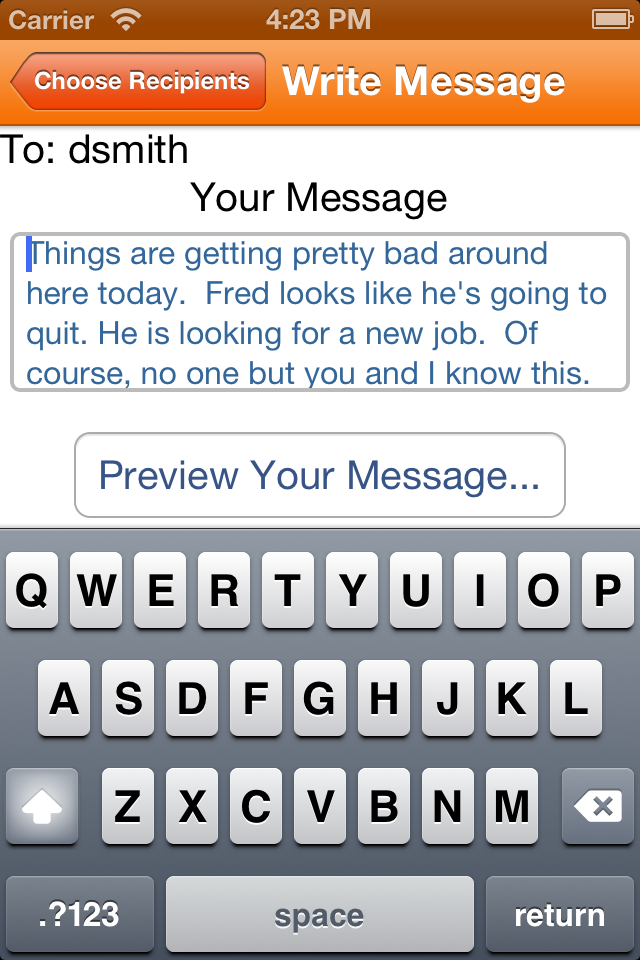 Carrier 4:23 PM
Choose Recipients Write Message
To: dsmith
Your Message
Things are getting pretty bad around
here today.  Fred looks like he's going to
quit. He is looking for a new job.  Of
course, no one but you and I know this.
Preview Your Message...
Q W E R T Y U I O P
A S D F G H J K L
Z X C V B N M
.?123 space return